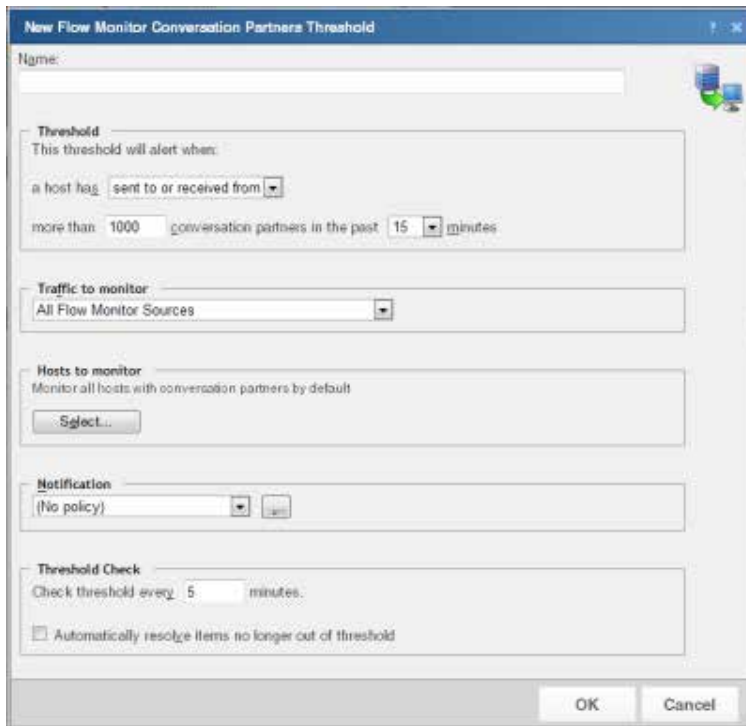 New Flow Monitor Conversation Partners Threshold ? ×
Name:
Threshold
This threshold will alert when:
a host has sent to or received from
more than 1000 conversation partners in the past 15 minutes
Traffic to monitor
All Flow Monitor Sources
Hosts to monitor
Monitor all hosts with conversation partners by default
Select...
Notification
(No policy) ...
Threshold Check
Check threshold every 5 minutes.
Automatically resolve items no longer out of threshold
OK Cancel